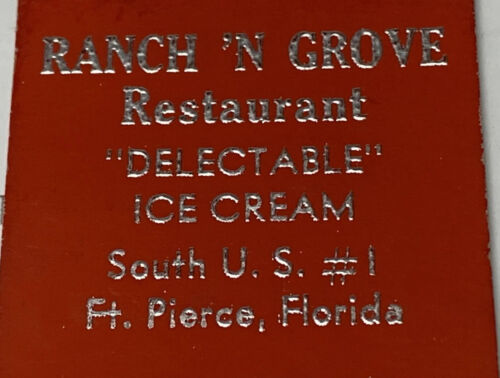 RANCH 'N GROVE
Restaurant
"DELECTABLE"
ICE CREAM
South U. S. #1
Ft. Pierce, Florida